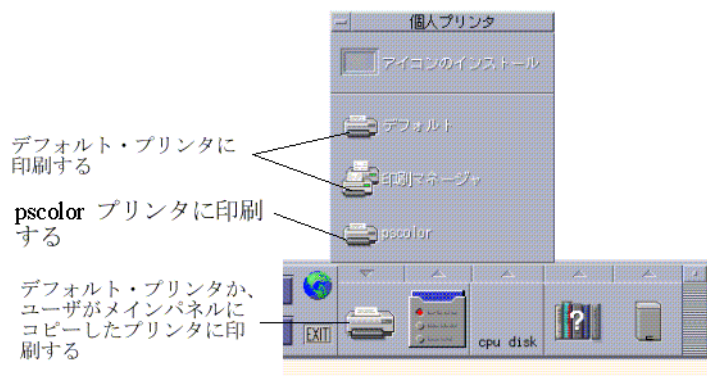 個人プリンタ
アイコンのインストール
デフォルト
デフォルト・プリンタに
印刷する
印刷マネージャ
pscolor プリンタに印刷
する
pscolor
デフォルト・プリンタか、
ユーザがメインパネルに
コピーしたプリンタに印
刷する
EXIT
cpu disk
?